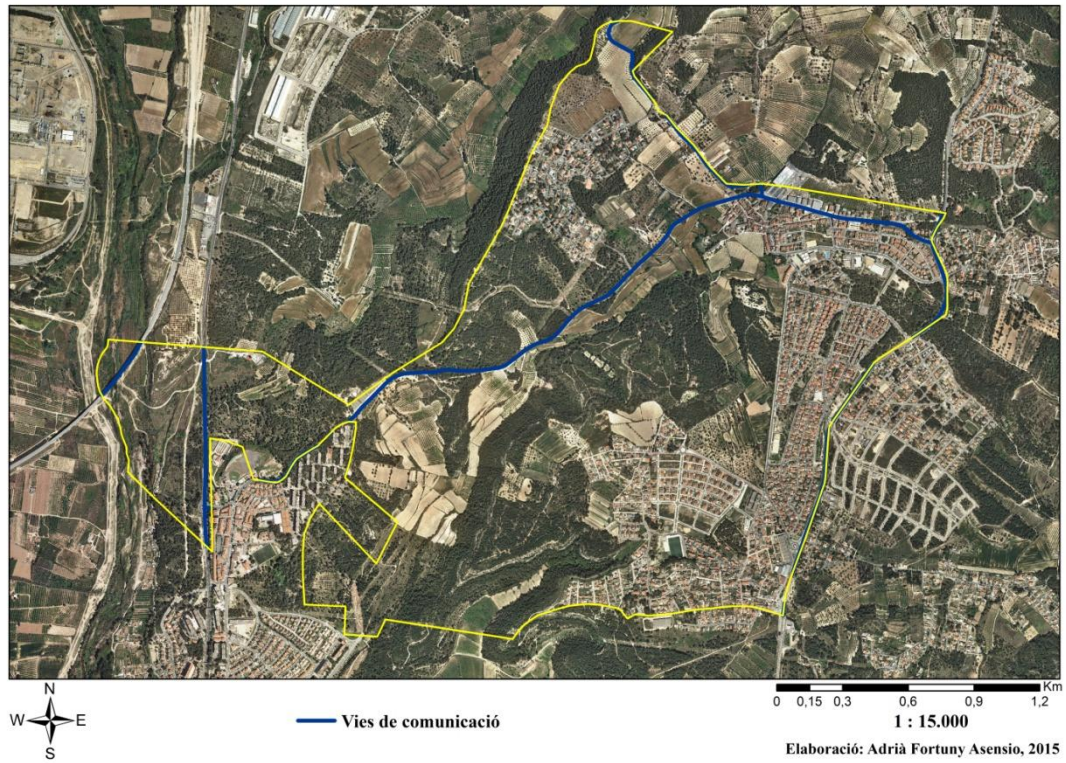 N
W E
S
Vies de comunicació
Km
0 0,15 0,3 0,6 0,9 1,2
1 : 15.000
Elaboració: Adrià Fortuny Asensio, 2015